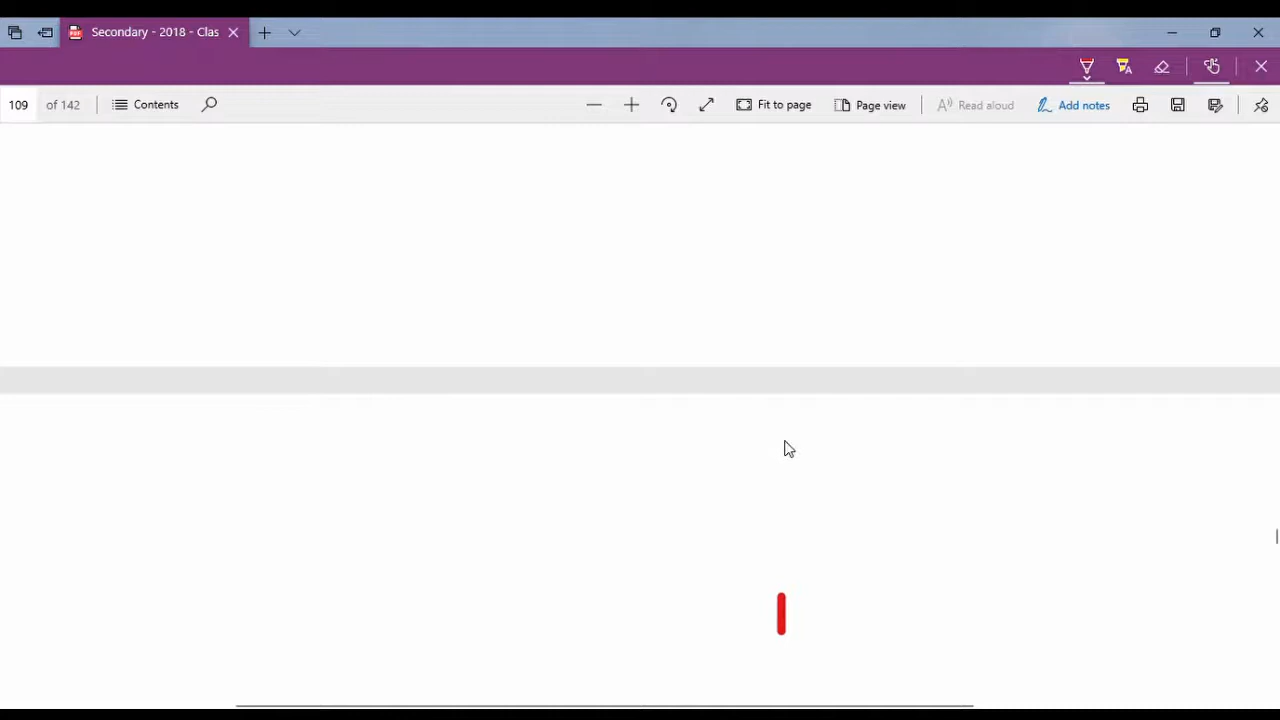 Secondary - 2018 - Clas
109 of 142 Contents Fit to page Page view Read aloud Add notes